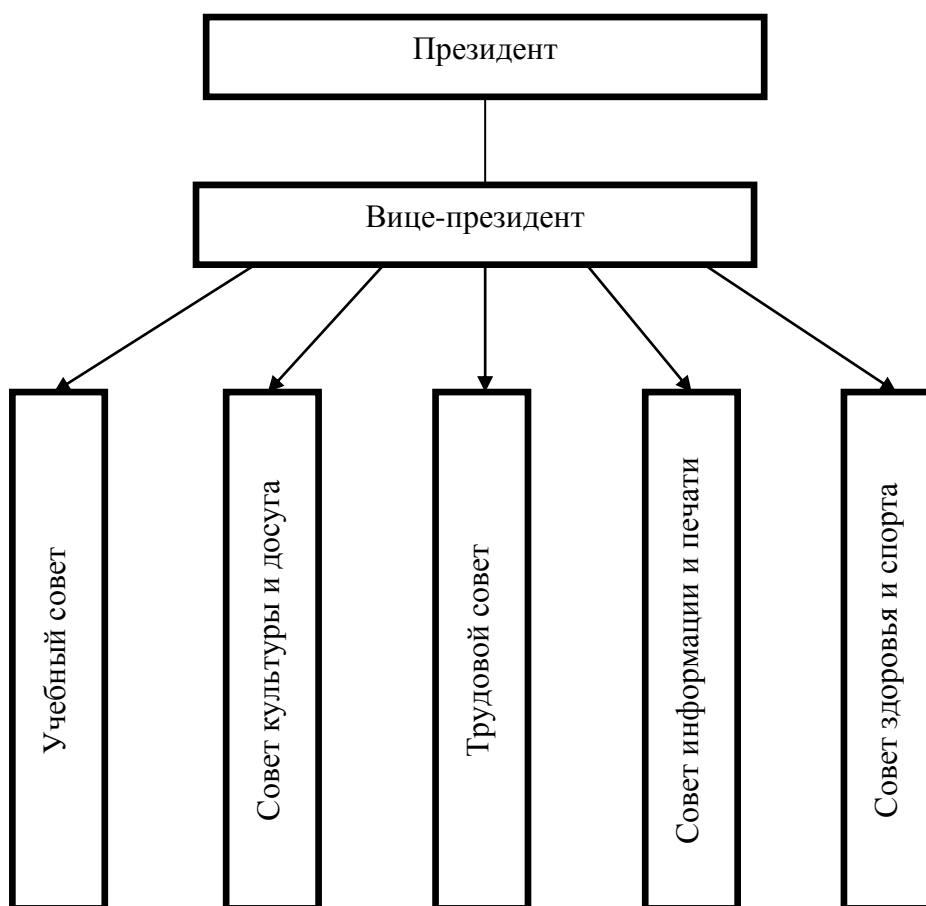 Президент
Вице-президент
Учебный совет
Совет культуры и досуга
Трудовой совет
Совет информации и печати
Совет здоровья и спорта